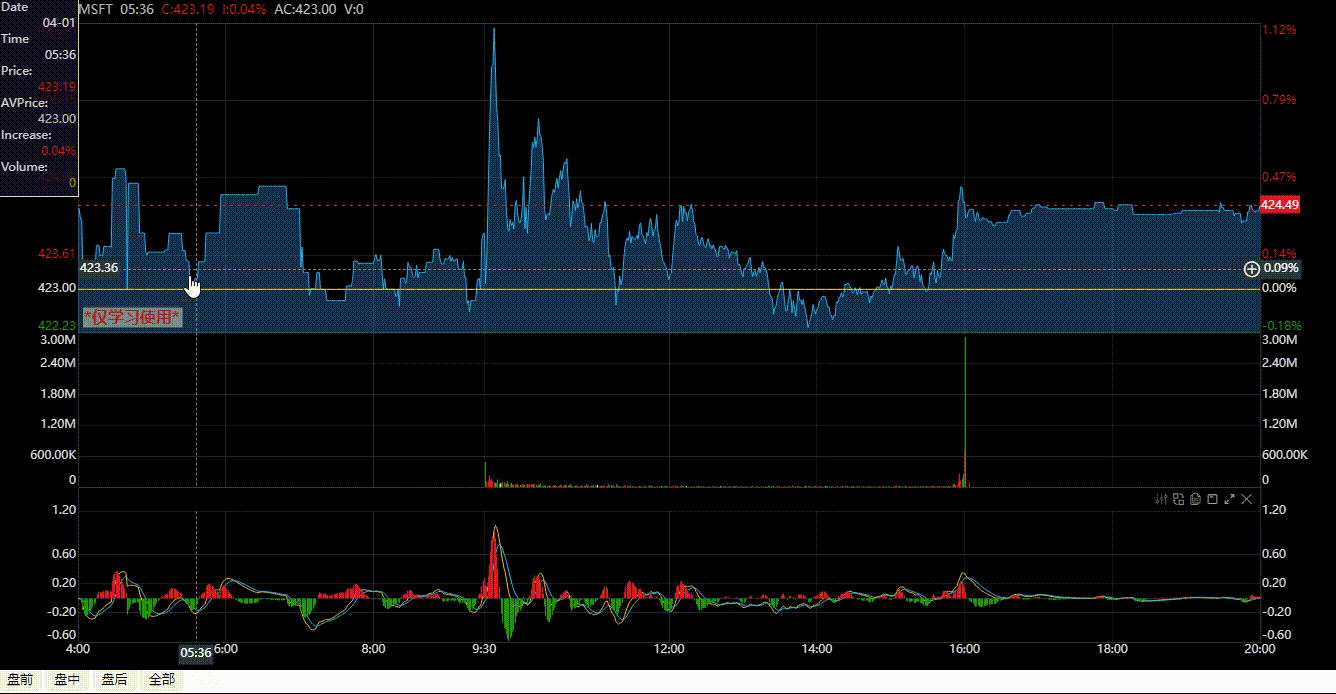 MSFT 05:36 C:423.19 I:0.04% AC:423.00 V:0
Date
04-01
Time
05:36
Price:
423.19
AVPrice:
423.00
Increase:
0.04%
Volume:
0
1.12%
0.79%
0.47%
424.49
423.61
0.14%
423.36
0.09%
423.00
0.00%
*仅学习使用*
422.23
-0.18%
3.00M
3.00M
2.40M
2.40M
1.80M
1.80M
1.20M
1.20M
600.00K
600.00K
0
0
1.20
1.20
0.60
0.60
0.20
0.20
-0.20
-0.20
-0.60
-0.60
4:00 05:36 6:00 8:00 9:30 12:00 14:00 16:00 18:00 20:00
盘前 盘中 盘后 全部